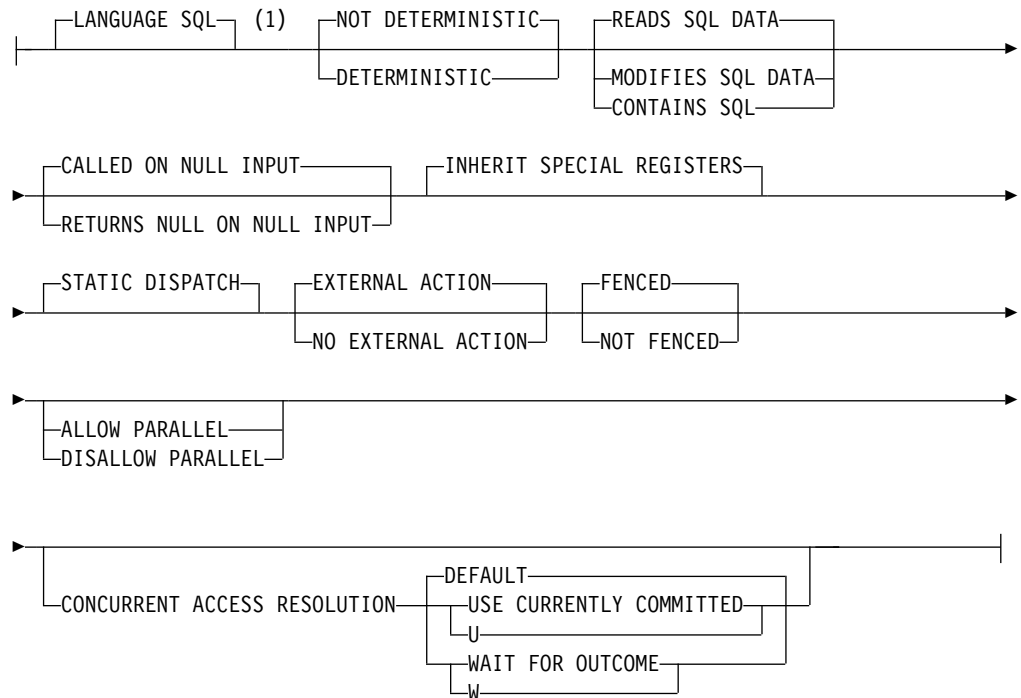 LANGUAGE SQL (1) NOT DETERMINISTIC READS SQL DATA
DETERMINISTIC MODIFIES SQL DATA
CONTAINS SQL
CALLED ON NULL INPUT INHERIT SPECIAL REGISTERS
RETURNS NULL ON NULL INPUT
STATIC DISPATCH EXTERNAL ACTION FENCED
NO EXTERNAL ACTION NOT FENCED
ALLOW PARALLEL
DISALLOW PARALLEL
DEFAULT
CONCURRENT ACCESS RESOLUTION USE CURRENTLY COMMITTED
U
WAIT FOR OUTCOME
W